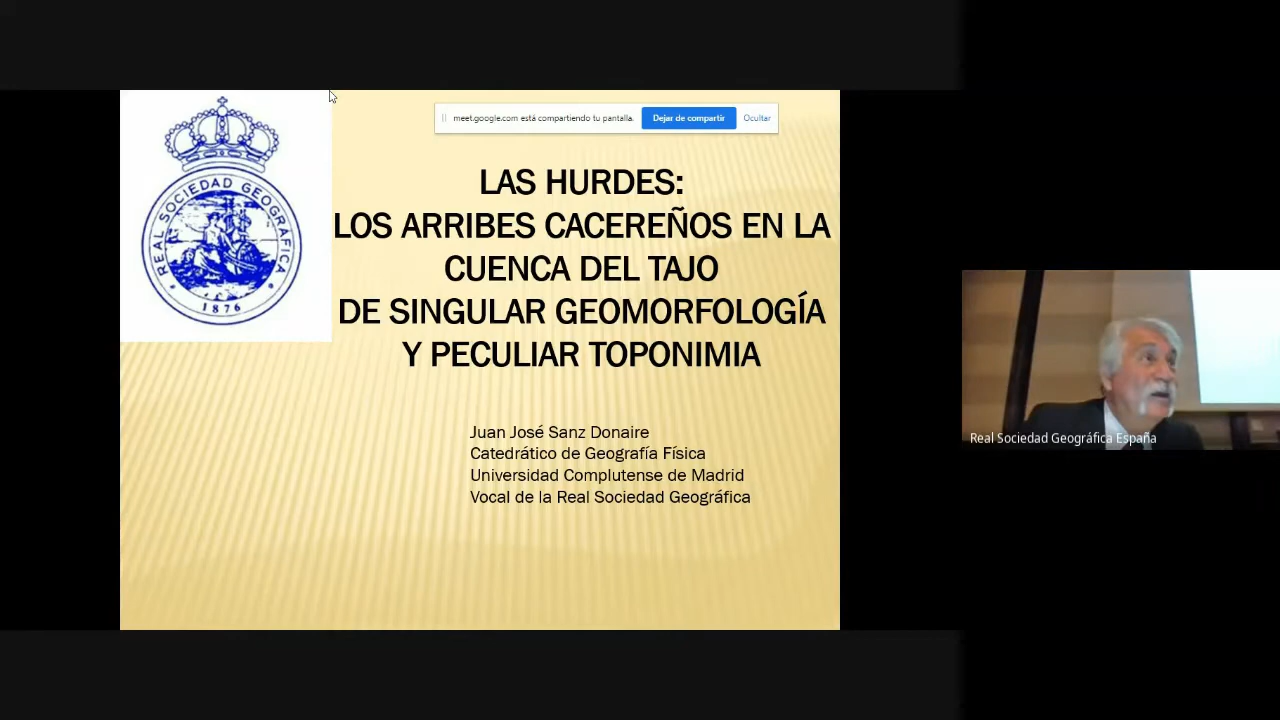 REAL SOCIEDAD GEOGRAFICA
1876
meet.google.com está compartiendo tu pantalla.
Dejar de compartir
Ocultar
LAS HURDES:
LOS ARRIBES CACEREÑOS EN LA
CUENCA DEL TAJO
DE SINGULAR GEOMORFOLOGÍA
Y PECULIAR TOPONIMIA
Juan José Sanz Donaire
Catedrático de Geografía Física
Universidad Complutense de Madrid
Vocal de la Real Sociedad Geográfica
Real Sociedad Geográfica España